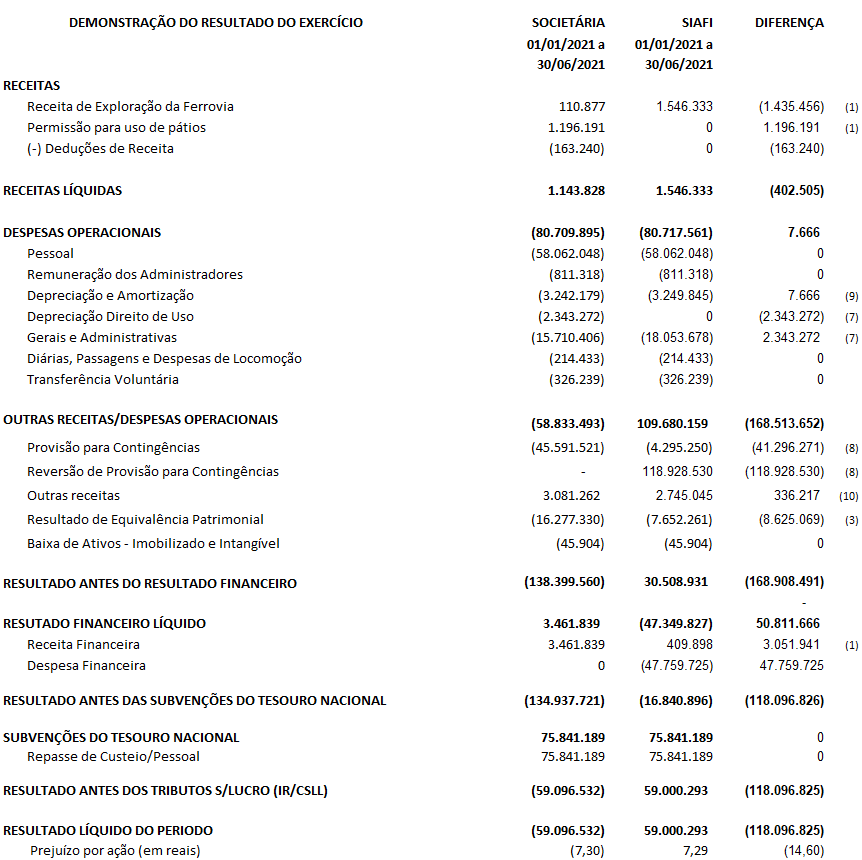 DEMONSTRAÇÃO DO RESULTADO DO EXERCÍCIO SOCIETÁRIA SIAFI DIFERENÇA
01/01/2021 a 01/01/2021 a
30/06/2021 30/06/2021
RECEITAS
Receita de Exploração da Ferrovia 110.877 1.546.333 (1.435.456) (1)
Permissão para uso de pátios 1.196.191 0 1.196.191 (1)
(-) Deduções de Receita (163.240) 0 (163.240)
RECEITAS LÍQUIDAS 1.143.828 1.546.333 (402.505)
DESPESAS OPERACIONAIS (80.709.895) (80.717.561) 7.666
Pessoal (58.062.048) (58.062.048) 0
Remuneração dos Administradores (811.318) (811.318) 0
Depreciação e Amortização (3.242.179) (3.249.845) 7.666 (9)
Depreciação Direito de Uso (2.343.272) 0 (2.343.272) (7)
Gerais e Administrativas (15.710.406) (18.053.678) 2.343.272 (7)
Diárias, Passagens e Despesas de Locomoção (214.433) (214.433) 0
Transferência Voluntária (326.239) (326.239) 0
OUTRAS RECEITAS/DESPESAS OPERACIONAIS (58.833.493) 109.680.159 (168.513.652)
Provisão para Contingências (45.591.521) (4.295.250) (41.296.271) (8)
Reversão de Provisão para Contingências - 118.928.530 (118.928.530) (8)
Outras receitas 3.081.262 2.745.045 336.217 (10)
Resultado de Equivalência Patrimonial (16.277.330) (7.652.261) (8.625.069) (3)
Baixa de Ativos - Imobilizado e Intangível (45.904) (45.904) 0
RESULTADO ANTES DO RESULTADO FINANCEIRO (138.399.560) 30.508.931 (168.908.491)
-
RESUTADO FINANCEIRO LÍQUIDO 3.461.839 (47.349.827) 50.811.666
Receita Financeira 3.461.839 409.898 3.051.941 (1)
Despesa Financeira 0 (47.759.725) 47.759.725
RESULTADO ANTES DAS SUBVENÇÕES DO TESOURO NACIONAL (134.937.721) (16.840.896) (118.096.826)
SUBVENÇÕES DO TESOURO NACIONAL 75.841.189 75.841.189 0
Repasse de Custeio/Pessoal 75.841.189 75.841.189 0
RESULTADO ANTES DOS TRIBUTOS S/LUCRO (IR/CSLL) (59.096.532) 59.000.293 (118.096.825)
RESULTADO LÍQUIDO DO PERIODO (59.096.532) 59.000.293 (118.096.825)
Prejuízo por ação (em reais) (7,30) 7,29 (14,60)